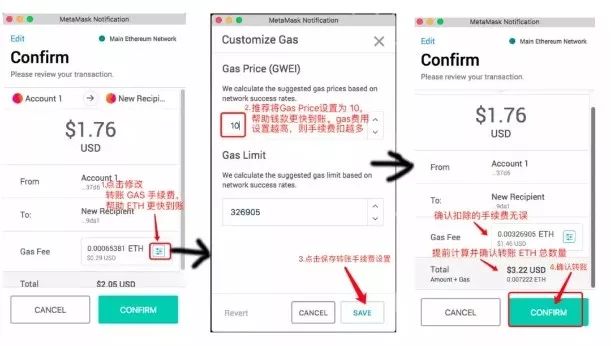 MetaMask Notification
Edit
Main Ethereum Network
Confirm
Please review your transaction.
Account 1
New Recipi...
$1.76
USD
1.点击修改
转账 GAS 手续费,
帮助 ETH 更快到账
From
Account 1
...37d5
To:
New Recipient
...9da1
Gas Fee
0.00065381 ETH
$0.29 USD
Total
$2.05 USD
CANCEL
CONFIRM
MetaMask Notification
Customize Gas
Gas Price (GWEI)
We calculate the suggested gas prices based on
network success rates.
10
2.推荐将Gas Price设置为 10,
帮助钱款更快到账。gas费用
设置越高，则手续费扣越多
Gas Limit
We calculate the suggested gas limit based on
network success rates.
326905
3.点击保存转账手续费设置
Revert
CANCEL
SAVE
MetaMask Notification
Edit
Main Ethereum Network
Confirm
Please review your transaction.
$1.76
USD
From
Account 1
...37d5
To:
New Recipient
...9da1
确认扣除的手续费无误
Gas Fee
0.00326905 ETH
$1.46 USD
提前计算并确认转账 ETH 总数量
Total
Amount + Gas
$3.22 USD
0.007222 ETH
4.确认转账
CANCEL
CONFIRM